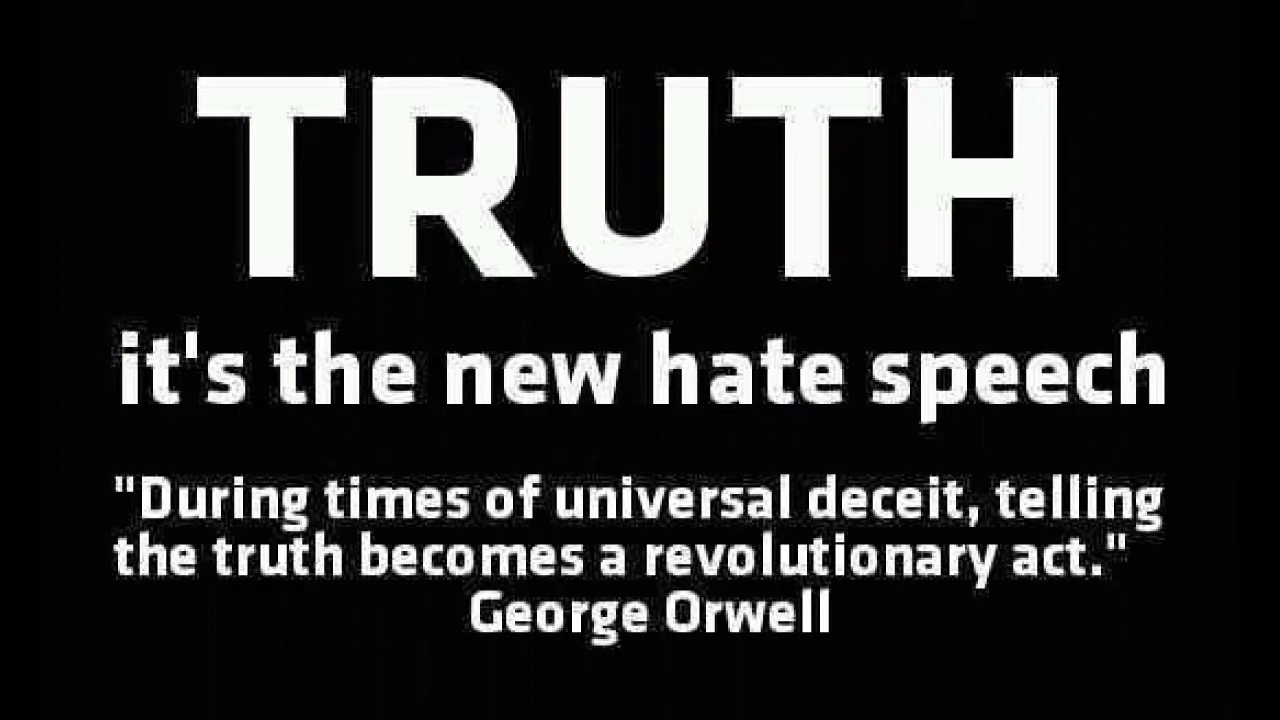 TRUTH
it's the new hate speech
"During times of universal deceit, telling
the truth becomes a revolutionary act."
George Orwell